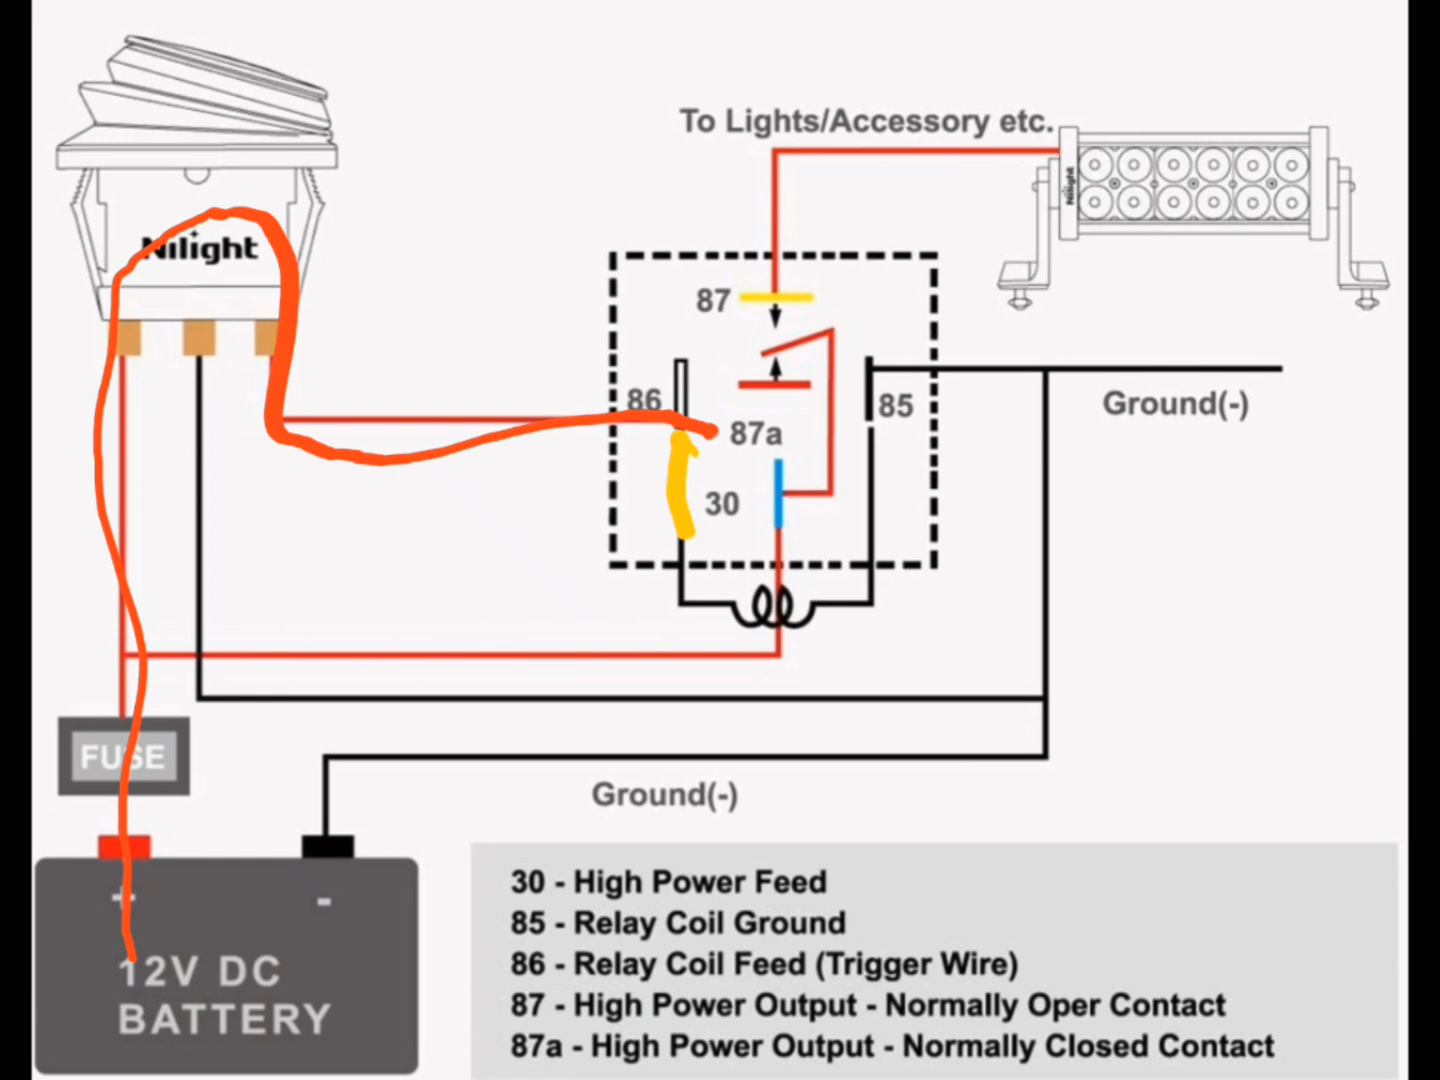 Nilight
To Lights/Accessory etc.
Nilight
87
86
85
87a
30
Ground(-)
FUSE
Ground(-)
+ -
12V DC
BATTERY
30 - High Power Feed
85 - Relay Coil Ground
86 - Relay Coil Feed (Trigger Wire)
87 - High Power Output - Normally Oper Contact
87a - High Power Output - Normally Closed Contact